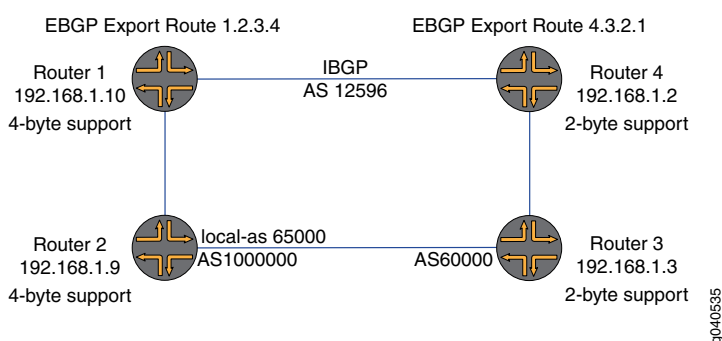 EBGP Export Route 1.2.3.4
EBGP Export Route 4.3.2.1
Router 1
192.168.1.10
4-byte support
IBGP
AS 12596
Router 4
192.168.1.2
2-byte support
Router 2
192.168.1.9
4-byte support
local-as 65000
AS1000000
AS60000
Router 3
192.168.1.3
2-byte support
g040535